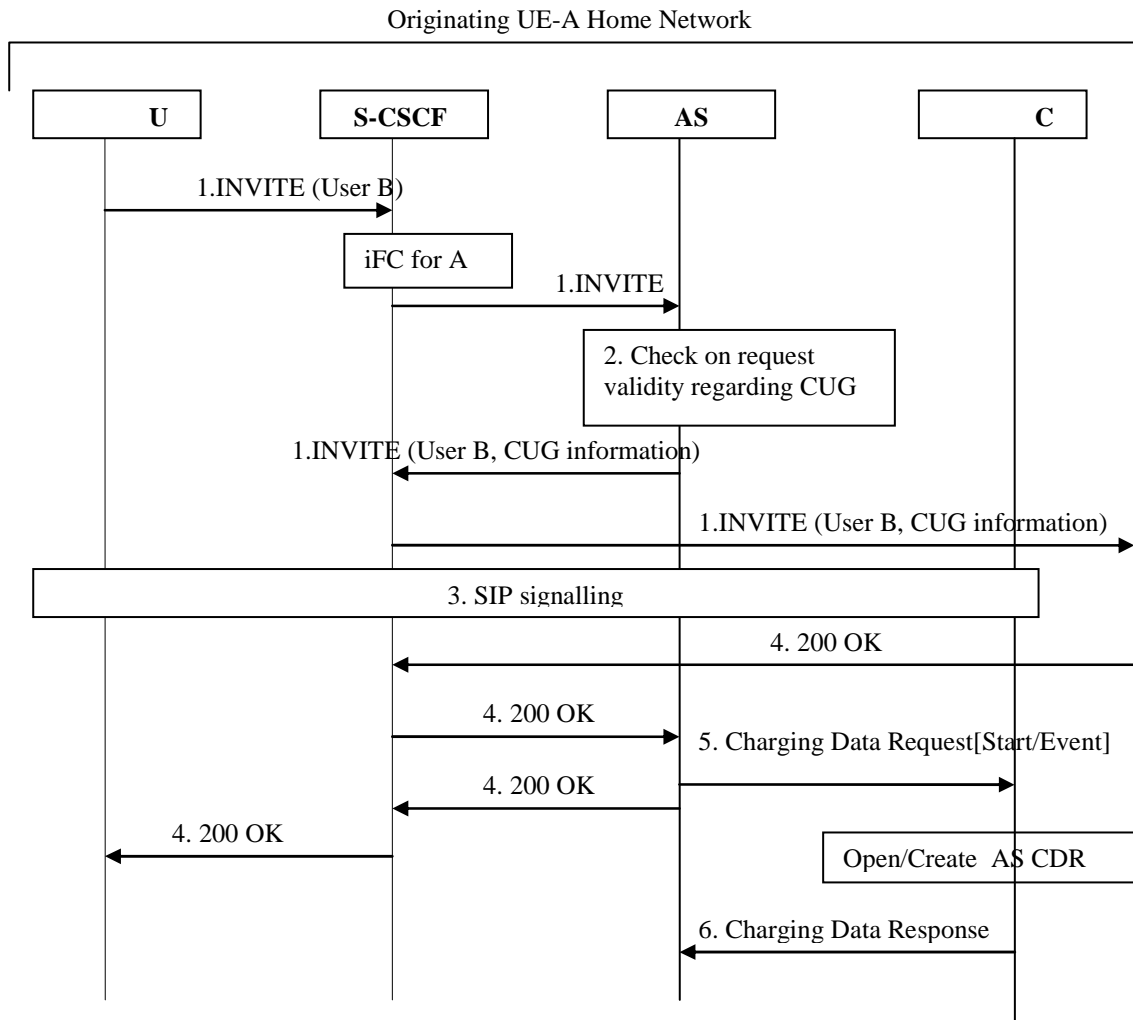 Originating UE-A Home Network
U
S-CSCF
AS
C
1.INVITE (User B)
iFC for A
1.INVITE
2. Check on request
validity regarding CUG
1.INVITE (User B, CUG information)
1.INVITE (User B, CUG information)
3. SIP signalling
4. 200 OK
4. 200 OK
5. Charging Data Request[Start/Event]
4. 200 OK
4. 200 OK
Open/Create AS CDR
6. Charging Data Response